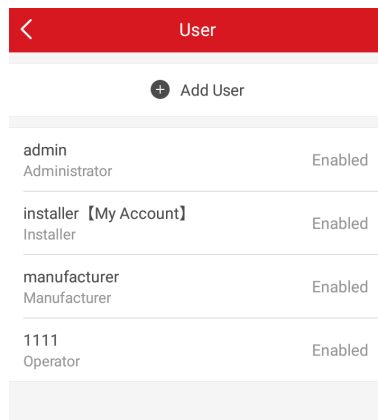 User
Add User
admin
Administrator
Enabled
installer【My Account】
Installer
Enabled
manufacturer
Manufacturer
Enabled
1111
Operator
Enabled